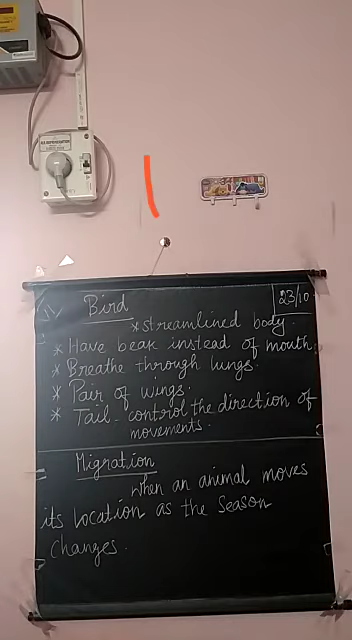 Bird
23/10
* streamlined body.
* Have beak instead of mouth.
* Breathe through lungs.
* Pair of wings.
* Tail - control the direction of
movements.
Migration
When an animal moves
its location as the season
changes.